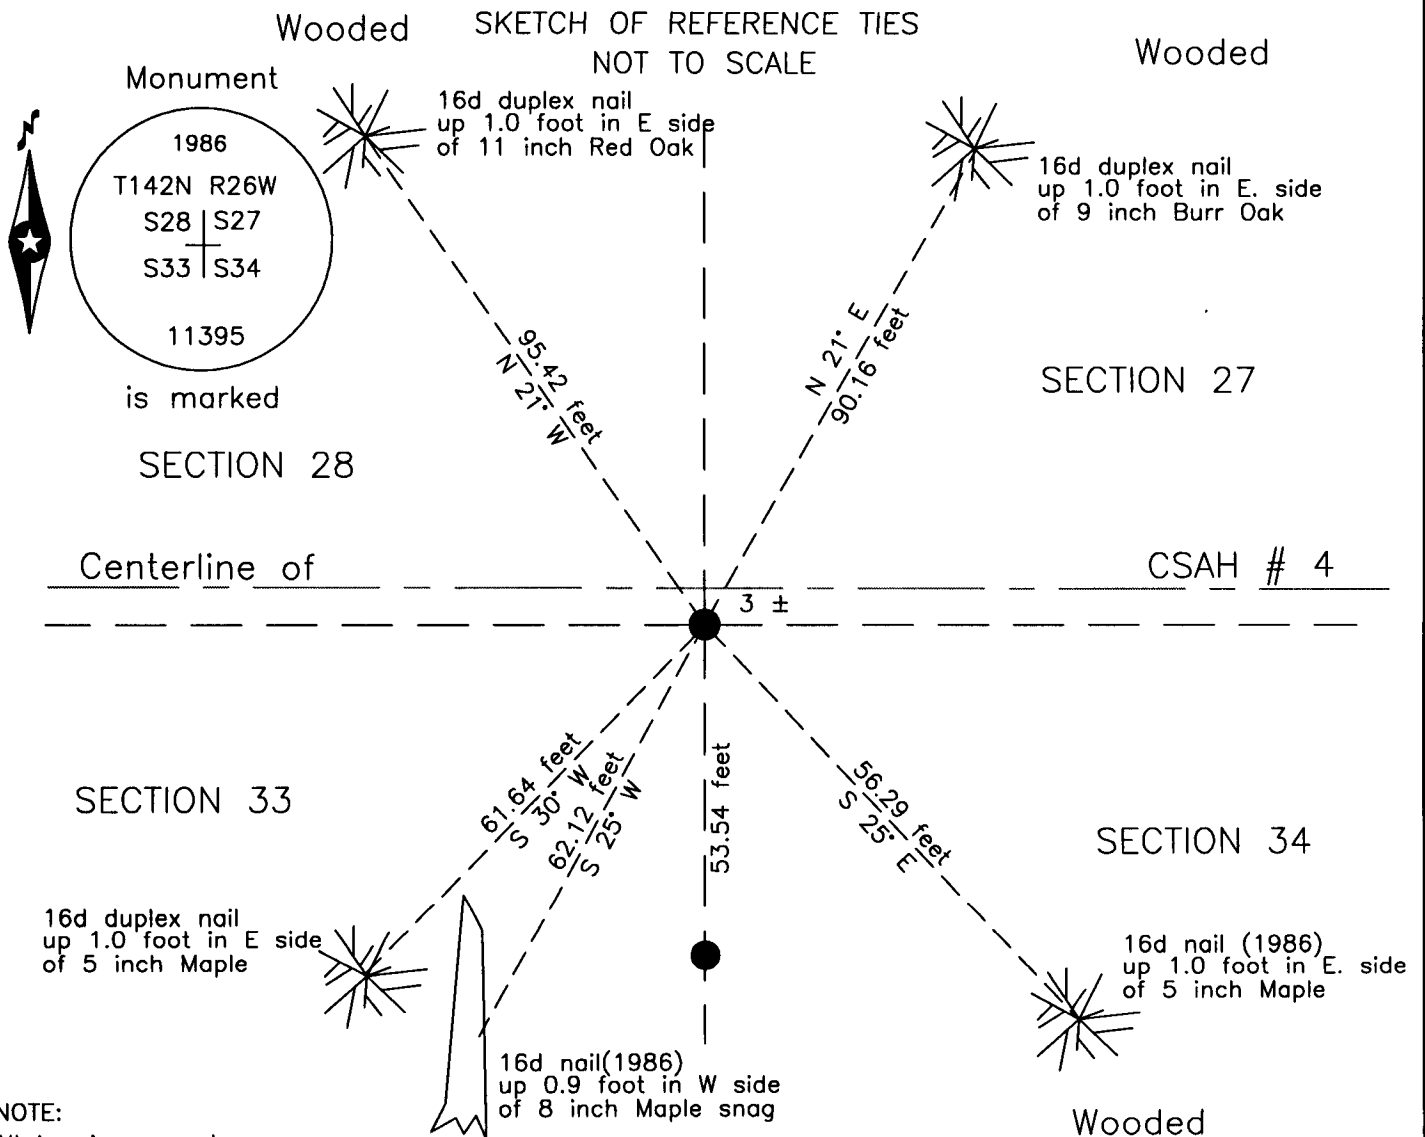 SKETCH OF REFERENCE TIES
NOT TO SCALE
Wooded
Wooded
Monument
1986
T142N R26W
S28 S27
S33 S34
11395
is marked
N
16d duplex nail
up 1.0 foot in E side
of 11 inch Red Oak
16d duplex nail
up 1.0 foot in E. side
of 9 inch Burr Oak
95.42 feet
N 21° W
N 21° E
90.16 feet
SECTION 27
SECTION 28
Centerline of
CSAH # 4
3 ±
61.64 feet
S 30° W
62.12 feet
S 25° W
53.54 feet
56.29 feet
S 25° E
SECTION 33
SECTION 34
16d duplex nail
up 1.0 foot in E side
of 5 inch Maple
16d nail (1986)
up 1.0 foot in E. side
of 5 inch Maple
16d nail(1986)
up 0.9 foot in W side
of 8 inch Maple snag
Wooded
NOTE: